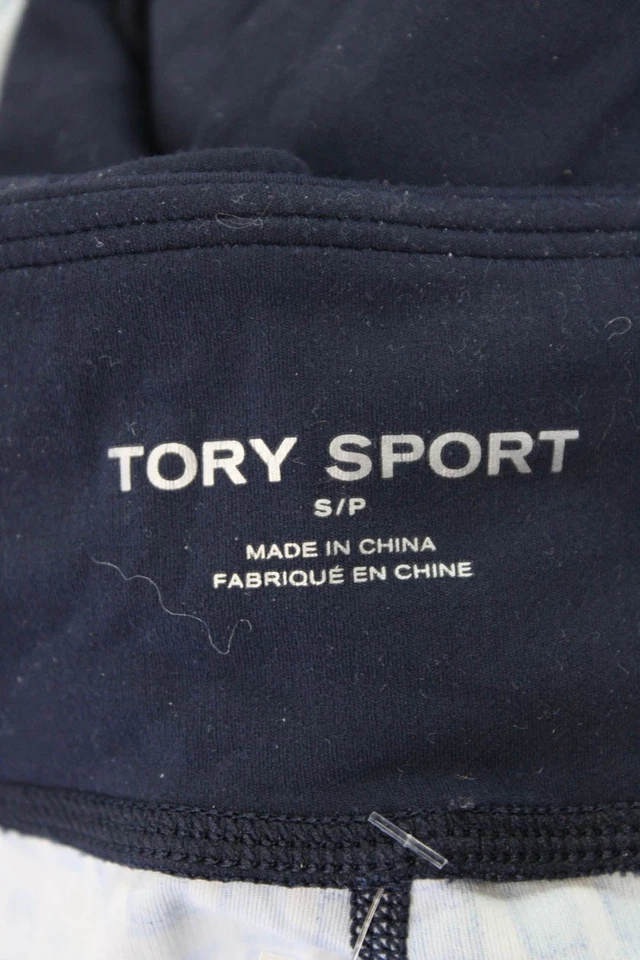 TORY SPORT
S/P
MADE IN CHINA
FABRIQUÉ EN CHINE